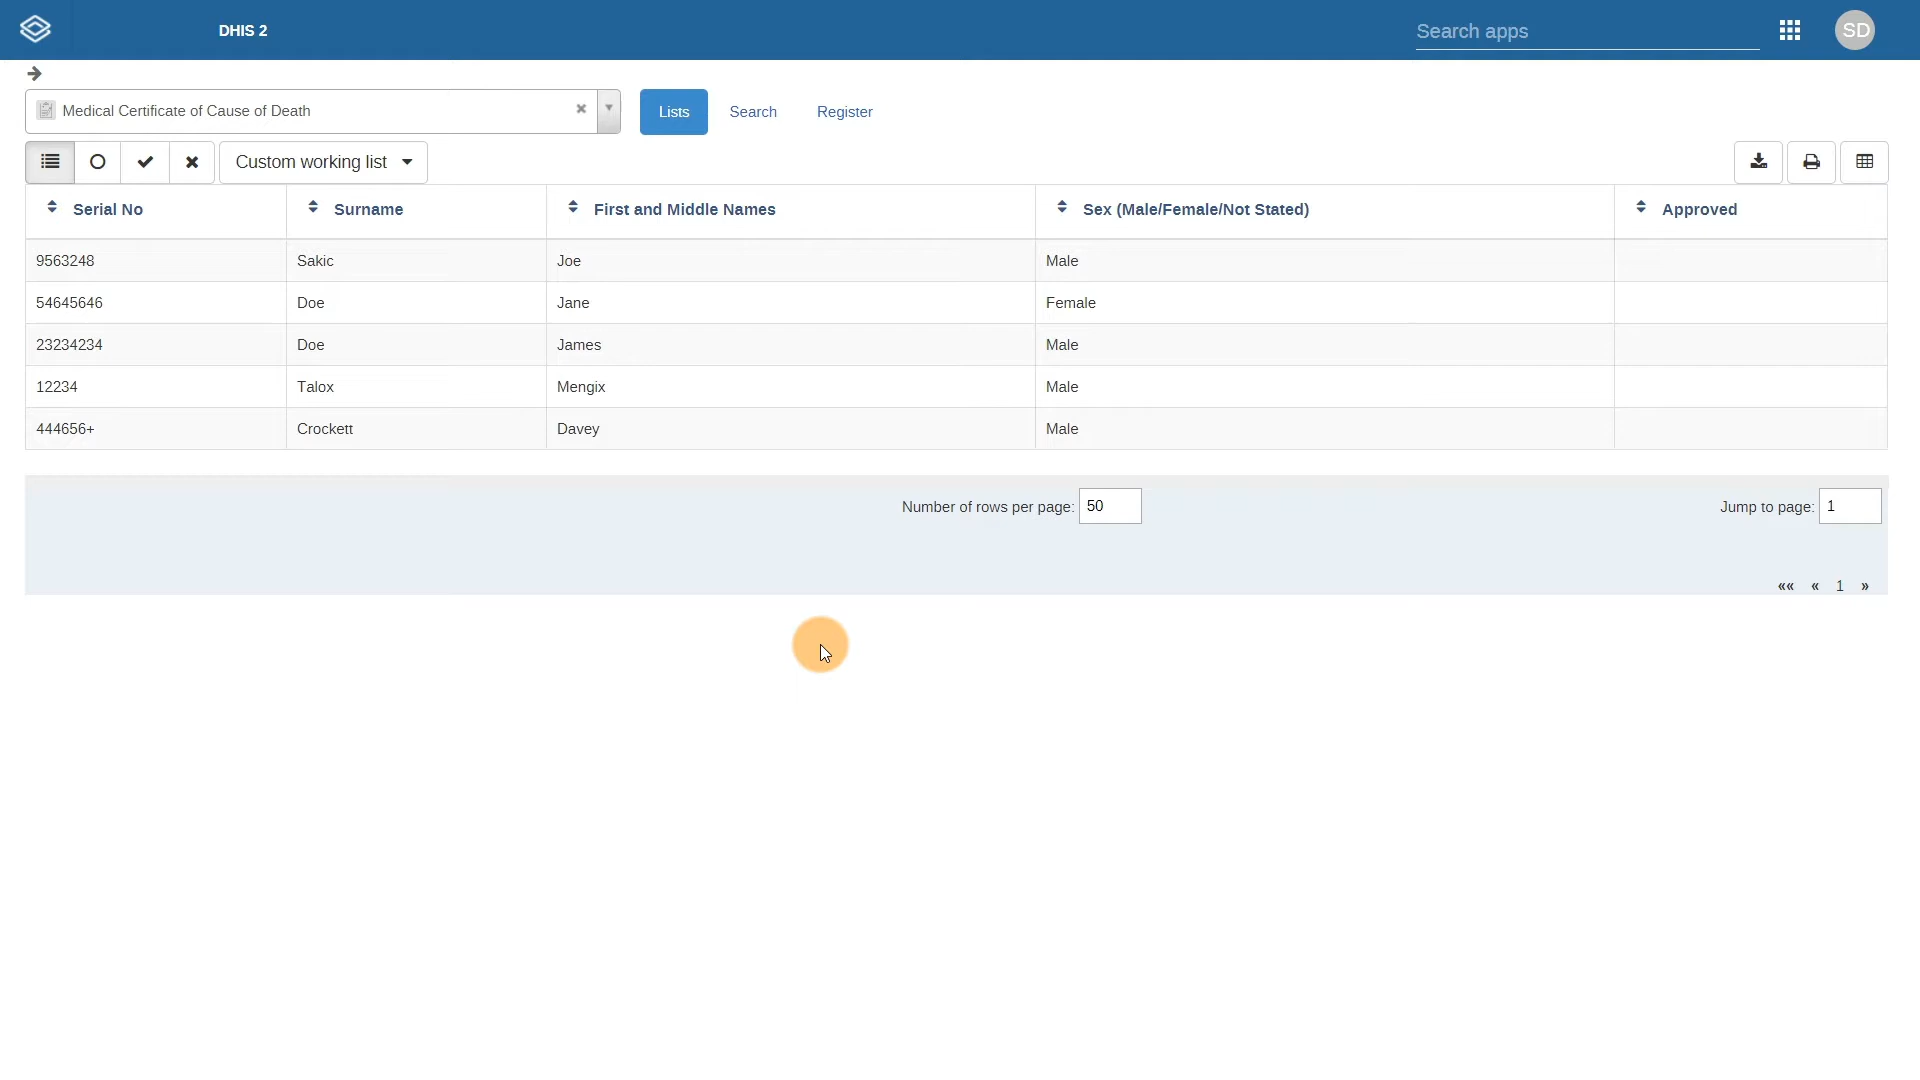 DHIS 2
Search apps
SD
Medical Certificate of Cause of Death
Lists
Search
Register
Custom working list
Serial No Surname First and Middle Names Sex (Male/Female/Not Stated) Approved
9563248 Sakic Joe Male
54645646 Doe Jane Female
23234234 Doe James Male
12234 Talox Mengix Male
444656+ Crockett Davey Male
Number of rows per page: 50
Jump to page: 1
«« « 1 »